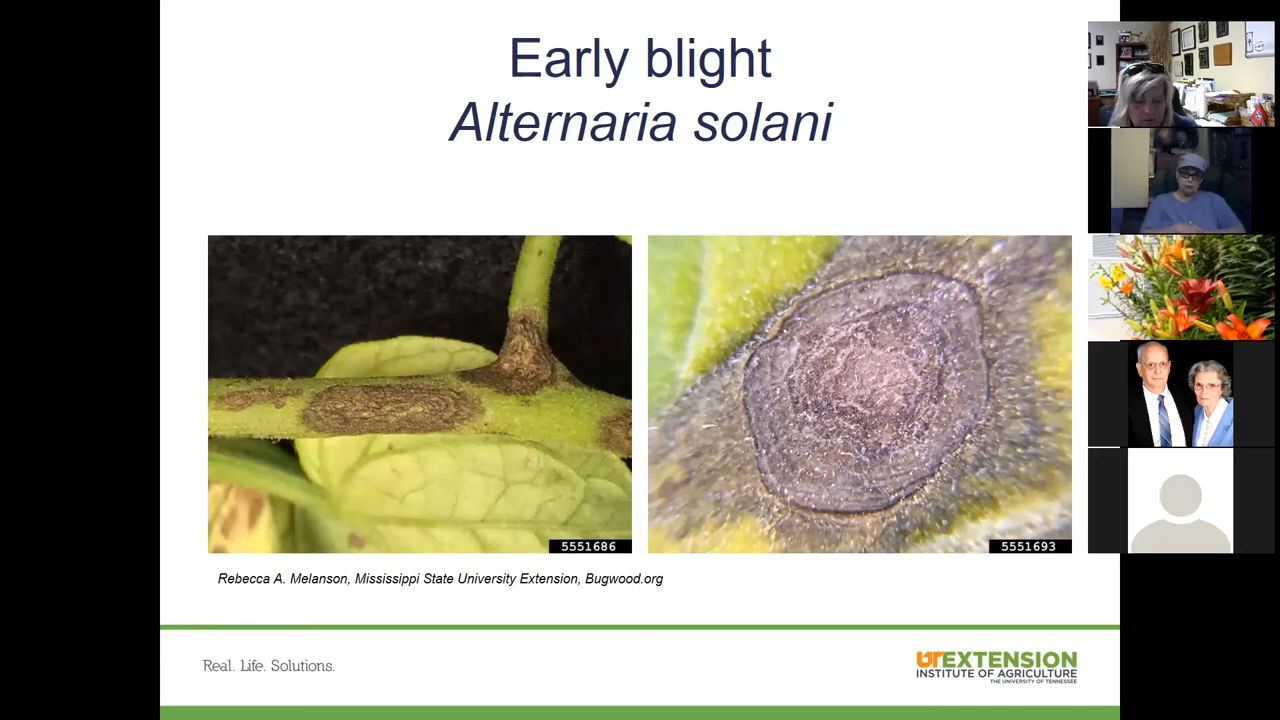 Early blight
Alternaria solani
5551686
5551693
Rebecca A. Melanson, Mississippi State University Extension, Bugwood.org
Real. Life. Solutions.
UTEXTENSION
INSTITUTE OF AGRICULTURE
THE UNIVERSITY OF TENNESSEE